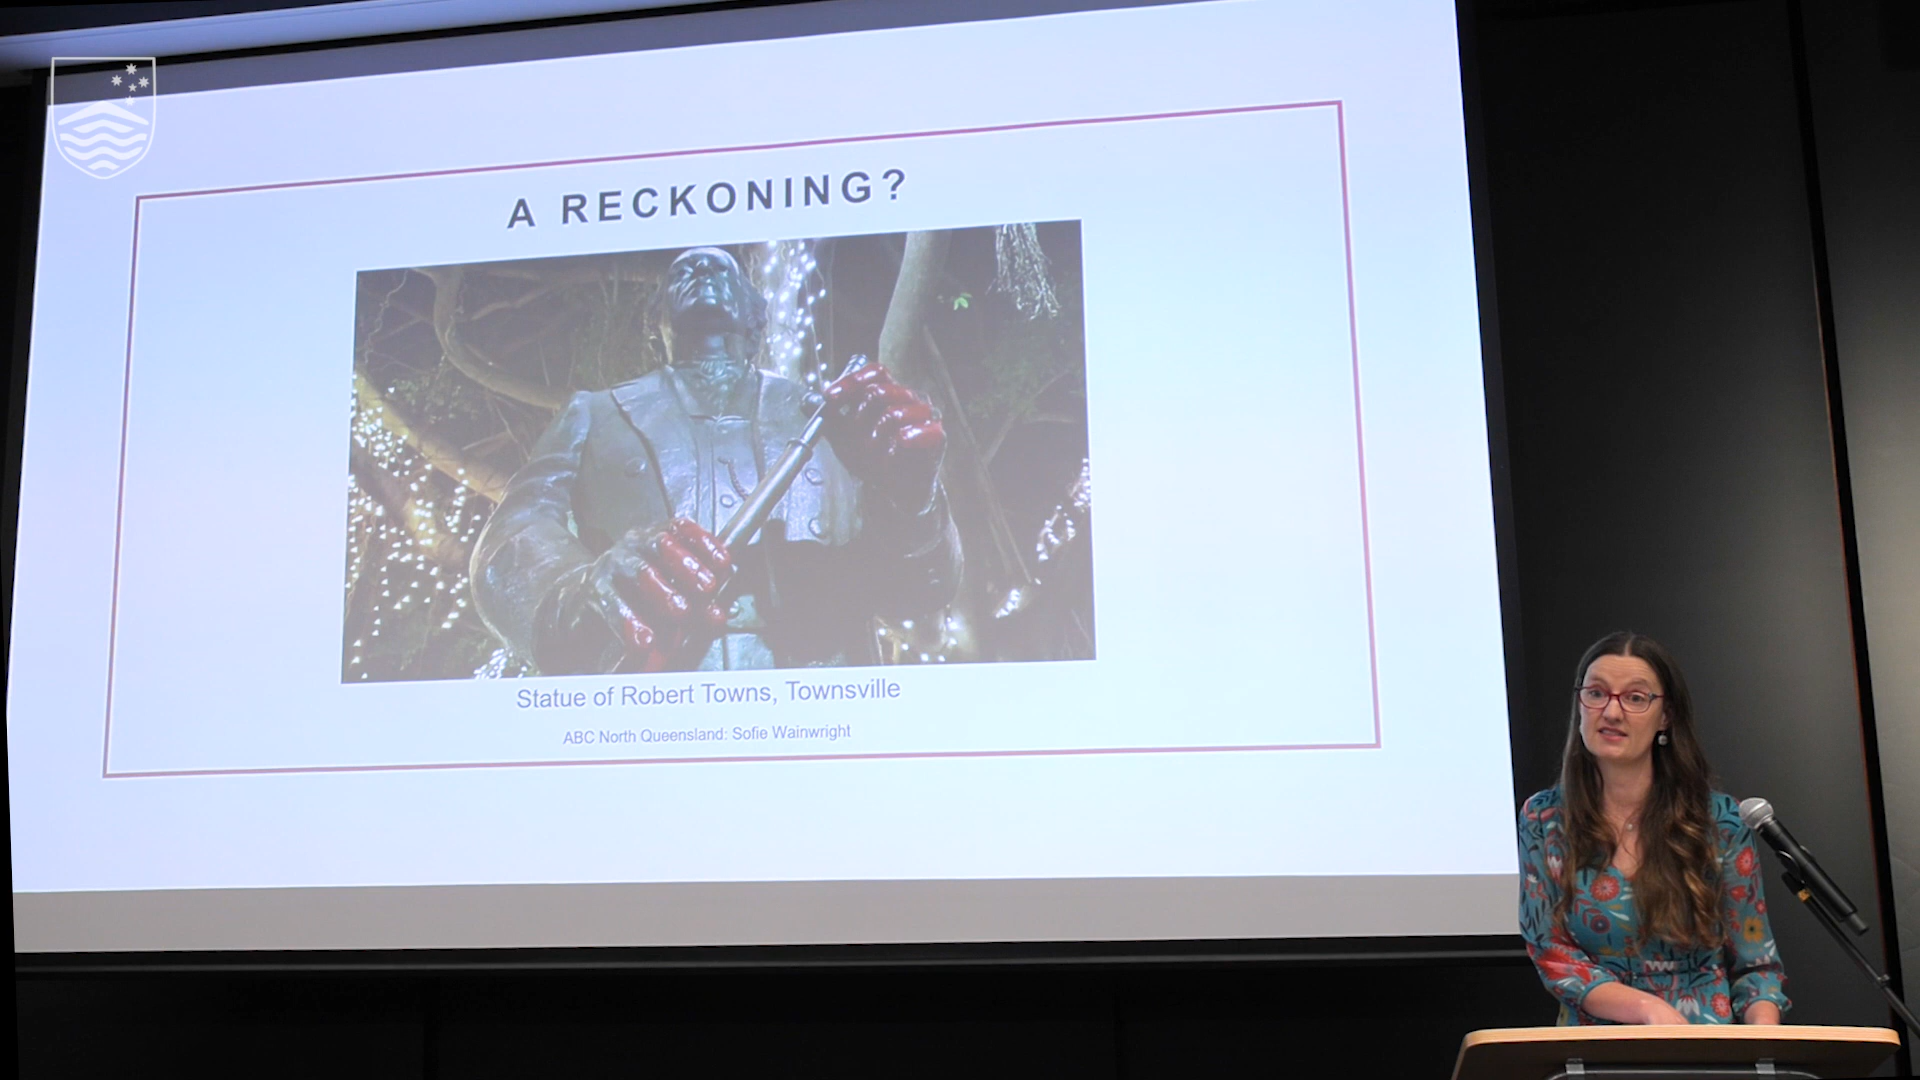 A RECKONING?
Statue of Robert Towns, Townsville
ABC North Queensland: Sofie Wainwright